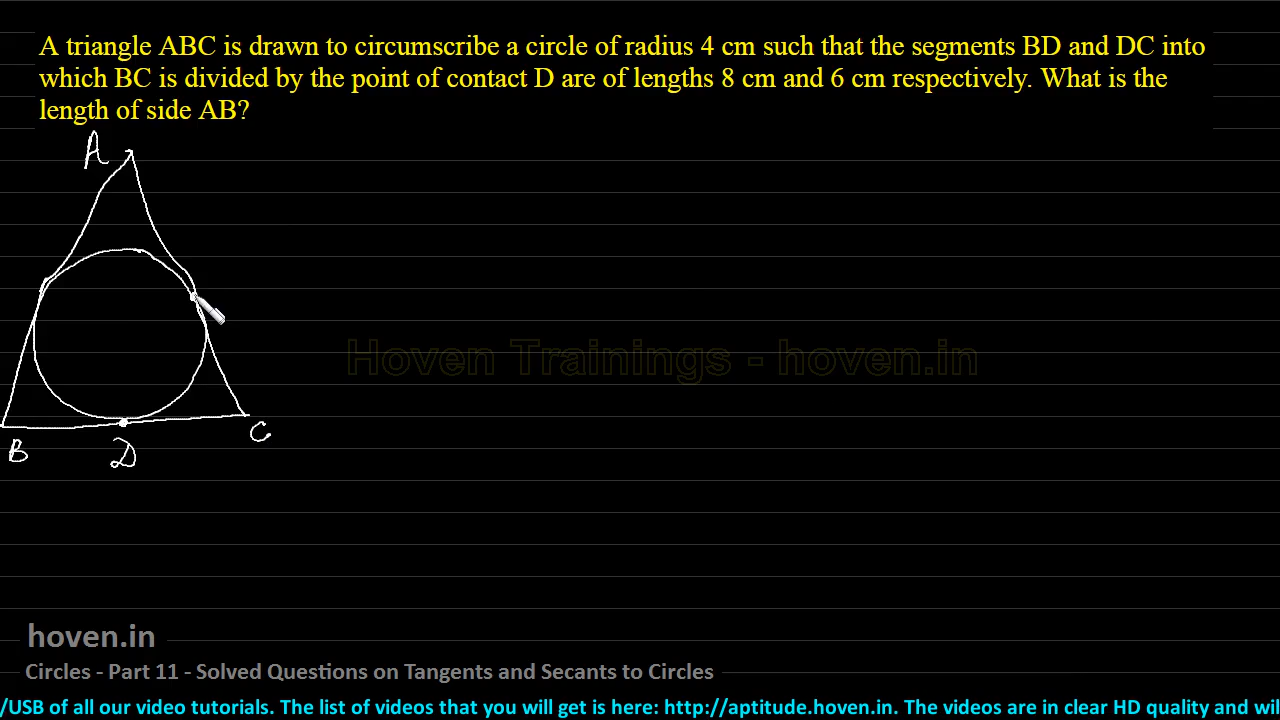 A triangle ABC is drawn to circumscribe a circle of radius 4 cm such that the segments BD and DC into
which BC is divided by the point of contact D are of lengths 8 cm and 6 cm respectively. What is the
length of side AB?
A
Hoven Trainings - hoven.in
B
D
C
hoven.in
Circles - Part 11 - Solved Questions on Tangents and Secants to Circles
/USB of all our video tutorials. The list of videos that you will get is here: http://aptitude.hoven.in. The videos are in clear HD quality and wil